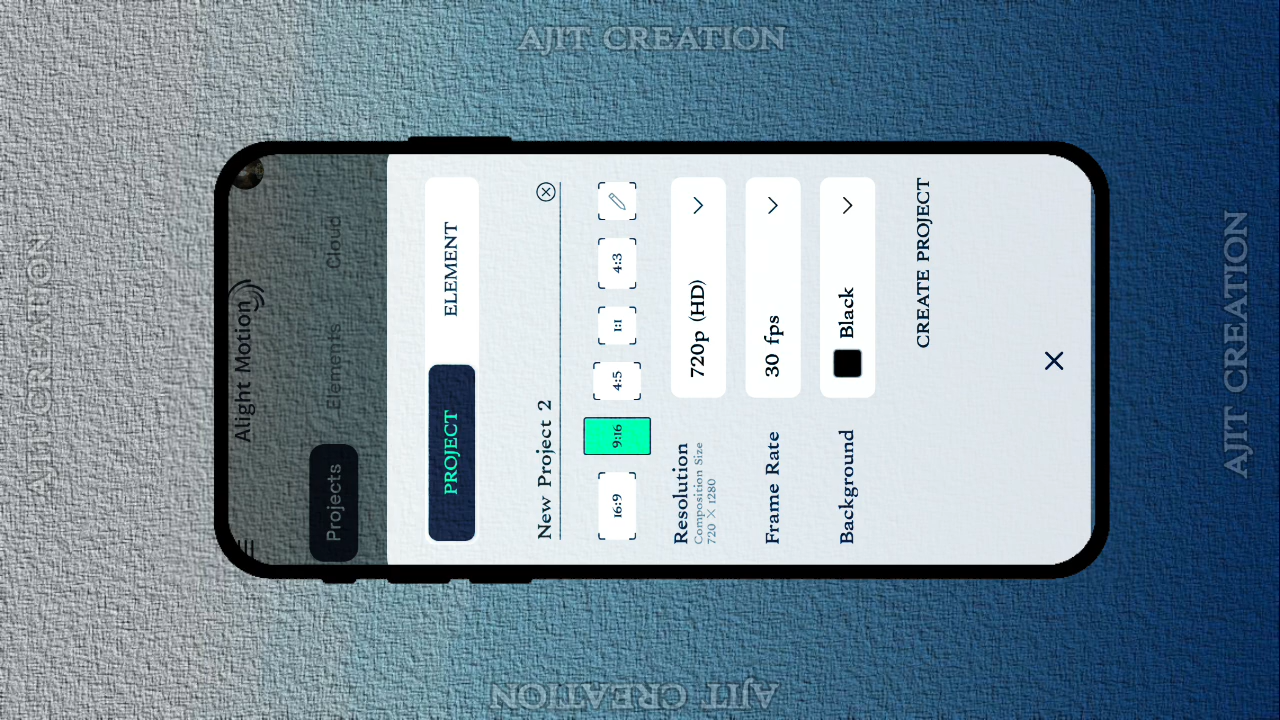 AJIT CREATION
AJIT CREATION
Alight Motion
Projects
Elements
Cloud
PROJECT
ELEMENT
New Project 2
16:9
9:16
4:5
1:1
4:3
Resolution
Composition Size
720 × 1280
720p (HD)
Frame Rate
30 fps
Background
Black
CREATE PROJECT
AJIT CREATION
AJIT CREATION